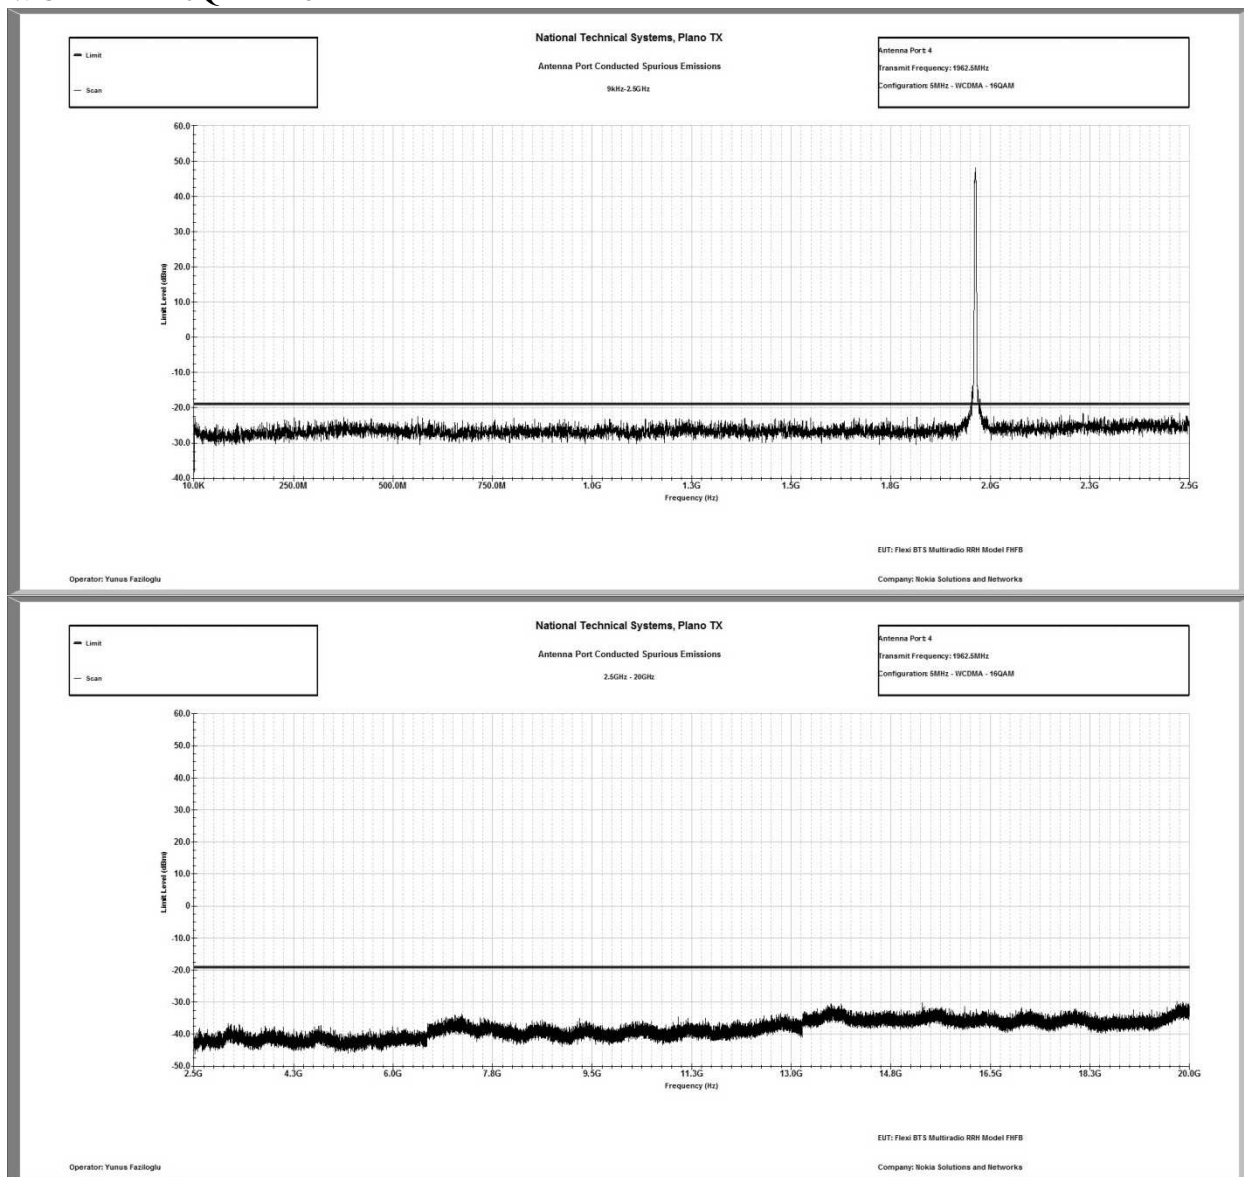 National Technical Systems, Plano TX
Limit
Antenna Port 4
Antenna Port Conducted Spurious Emissions
Transmit Frequency: 1962.5MHz
Scan
9kHz-2.5GHz
Configuration: 5MHz - WCDMA - 16QAM
60.0
50.0
40.0
30.0
20.0
10.0
0
-10.0
-20.0
-30.0
-40.0
Limit Level (dBm)
10.0K 250.0M 500.0M 750.0M 1.0G 1.3G 1.5G 1.8G 2.0G 2.3G 2.5G
Frequency (Hz)
EUT: Flexi BTS Multiradio RRH Model FHFB
Operator: Yunus Faziloglu
Company: Nokia Solutions and Networks
National Technical Systems, Plano TX
Limit
Antenna Port 4
Antenna Port Conducted Spurious Emissions
Transmit Frequency: 1962.5MHz
Scan
2.5GHz - 20GHz
Configuration: 5MHz - WCDMA - 16QAM
60.0
50.0
40.0
30.0
20.0
10.0
0
-10.0
-20.0
-30.0
-40.0
-50.0
Limit Level (dBm)
2.5G 4.3G 6.0G 7.8G 9.5G 11.3G 13.0G 14.8G 16.5G 18.3G 20.0G
Frequency (Hz)
EUT: Flexi BTS Multiradio RRH Model FHFB
Operator: Yunus Faziloglu
Company: Nokia Solutions and Networks